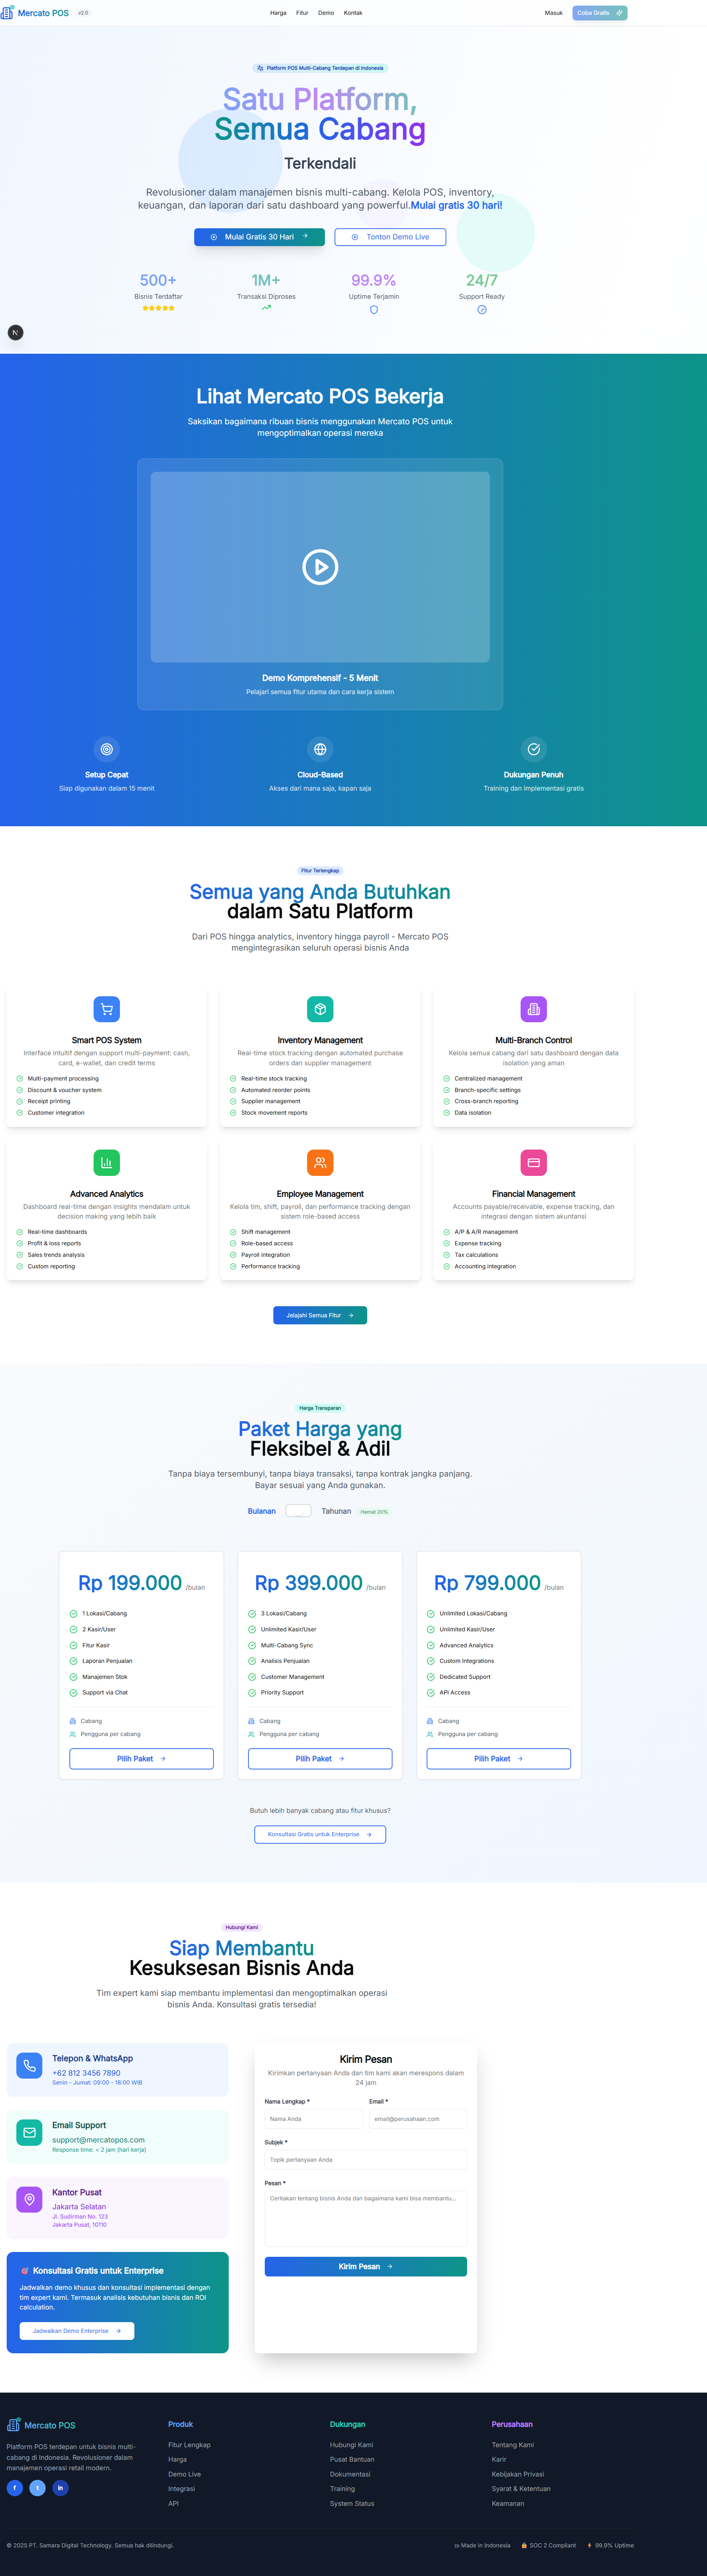 Mercato POS
v2.0
Harga
Fitur
Demo
Kontak
Masuk
Coba Gratis
Platform POS Multi-Cabang Terdepan di Indonesia
Satu Platform,
Semua Cabang
Terkendali
Revolusioner dalam manajemen bisnis multi-cabang. Kelola POS, inventory,
keuangan, dan laporan dari satu dashboard yang powerful.Mulai gratis 30 hari!
Mulai Gratis 30 Hari
Tonton Demo Live
500+
Bisnis Terdaftar
1M+
Transaksi Diproses
99.9%
Uptime Terjamin
24/7
Support Ready
N
Lihat Mercato POS Bekerja
Saksikan bagaimana ribuan bisnis menggunakan Mercato POS untuk
mengoptimalkan operasi mereka
Demo Komprehensif - 5 Menit
Pelajari semua fitur utama dan cara kerja sistem
Setup Cepat
Siap digunakan dalam 15 menit
Cloud-Based
Akses dari mana saja, kapan saja
Dukungan Penuh
Training dan implementasi gratis
Fitur Terlengkap
Semua yang Anda Butuhkan
dalam Satu Platform
Dari POS hingga analytics, inventory hingga payroll - Mercato POS
mengintegrasikan seluruh operasi bisnis Anda
Smart POS System
Interface intuitif dengan support multi-payment: cash,
card, e-wallet, dan credit terms
Multi-payment processing
Discount & voucher system
Receipt printing
Customer integration
Inventory Management
Real-time stock tracking dengan automated purchase
orders dan supplier management
Real-time stock tracking
Automated reorder points
Supplier management
Stock movement reports
Multi-Branch Control
Kelola semua cabang dari satu dashboard dengan data
isolation yang aman
Centralized management
Branch-specific settings
Cross-branch reporting
Data isolation
Advanced Analytics
Dashboard real-time dengan insights mendalam untuk
decision making yang lebih baik
Real-time dashboards
Profit & loss reports
Sales trends analysis
Custom reporting
Employee Management
Kelola tim, shift, payroll, dan performance tracking dengan
sistem role-based access
Shift management
Role-based access
Payroll integration
Performance tracking
Financial Management
Accounts payable/receivable, expense tracking, dan
integrasi dengan sistem akuntansi
A/P & A/R management
Expense tracking
Tax calculations
Accounting integration
Jelajahi Semua Fitur
Harga Transparan
Paket Harga yang
Fleksibel & Adil
Tanpa biaya tersembunyi, tanpa biaya transaksi, tanpa kontrak jangka panjang.
Bayar sesuai yang Anda gunakan.
Bulanan
Tahunan
Hemat 20%
Rp 199.000 /bulan
1 Lokasi/Cabang
2 Kasir/User
Fitur Kasir
Laporan Penjualan
Manajemen Stok
Support via Chat
Cabang
Pengguna per cabang
Pilih Paket
Rp 399.000 /bulan
3 Lokasi/Cabang
Unlimited Kasir/User
Multi-Cabang Sync
Analisis Penjualan
Customer Management
Priority Support
Cabang
Pengguna per cabang
Pilih Paket
Rp 799.000 /bulan
Unlimited Lokasi/Cabang
Unlimited Kasir/User
Advanced Analytics
Custom Integrations
Dedicated Support
API Access
Cabang
Pengguna per cabang
Pilih Paket
Butuh lebih banyak cabang atau fitur khusus?
Konsultasi Gratis untuk Enterprise
Hubungi Kami
Siap Membantu
Kesuksesan Bisnis Anda
Tim expert kami siap membantu implementasi dan mengoptimalkan operasi
bisnis Anda. Konsultasi gratis tersedia!
Telepon & WhatsApp
+62 812 3456 7890
Senin - Jumat: 09:00 - 18:00 WIB
Email Support
support@mercatopos.com
Response time: < 2 jam (hari kerja)
Kantor Pusat
Jakarta Selatan
Jl. Sudirman No. 123
Jakarta Pusat, 10110
Konsultasi Gratis untuk Enterprise
Jadwalkan demo khusus dan konsultasi implementasi dengan
tim expert kami. Termasuk analisis kebutuhan bisnis dan ROI
calculation.
Jadwalkan Demo Enterprise
Kirim Pesan
Kirimkan pertanyaan Anda dan tim kami akan merespons dalam
24 jam
Nama Lengkap *
Email *
Nama Anda
email@perusahaan.com
Subjek *
Topik pertanyaan Anda
Pesan *
Ceritakan tentang bisnis Anda dan bagaimana kami bisa membantu...
Kirim Pesan
Mercato POS
Platform POS terdepan untuk bisnis multi-
cabang di Indonesia. Revolusioner dalam
manajemen operasi retail modern.
f
t
in
Produk
Fitur Lengkap
Harga
Demo Live
Integrasi
API
Dukungan
Hubungi Kami
Pusat Bantuan
Dokumentasi
Training
System Status
Perusahaan
Tentang Kami
Karir
Kebijakan Privasi
Syarat & Ketentuan
Keamanan
© 2025 PT. Samara Digital Technology. Semua hak dilindungi.
Made in Indonesia
SOC 2 Compliant
99.9% Uptime